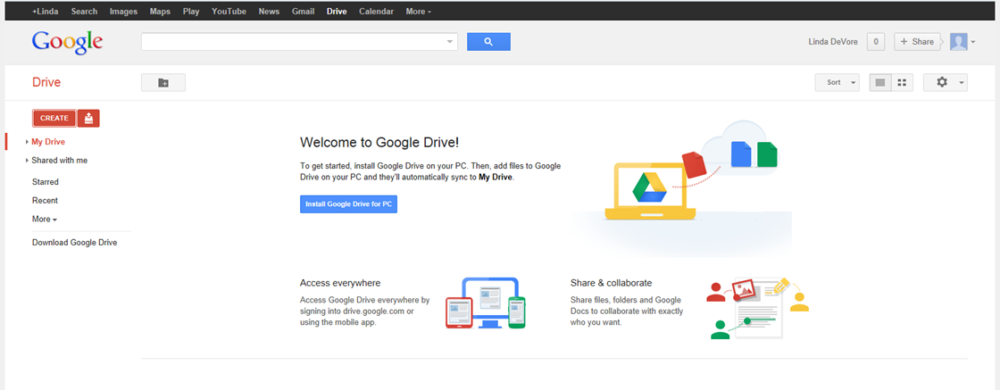 +Linda Search Images Maps Play YouTube News Gmail Drive Calendar More
Google
Linda DeVore 0 + Share
Drive
Sort
CREATE
My Drive
Shared with me
Starred
Recent
More
Download Google Drive
Welcome to Google Drive!
To get started, install Google Drive on your PC. Then, add files to Google
Drive on your PC and they'll automatically sync to My Drive.
Install Google Drive for PC
Access everywhere
Access Google Drive everywhere by
signing into drive.google.com or
using the mobile app.
Share & collaborate
Share files, folders and Google
Docs to collaborate with exactly
who you want.